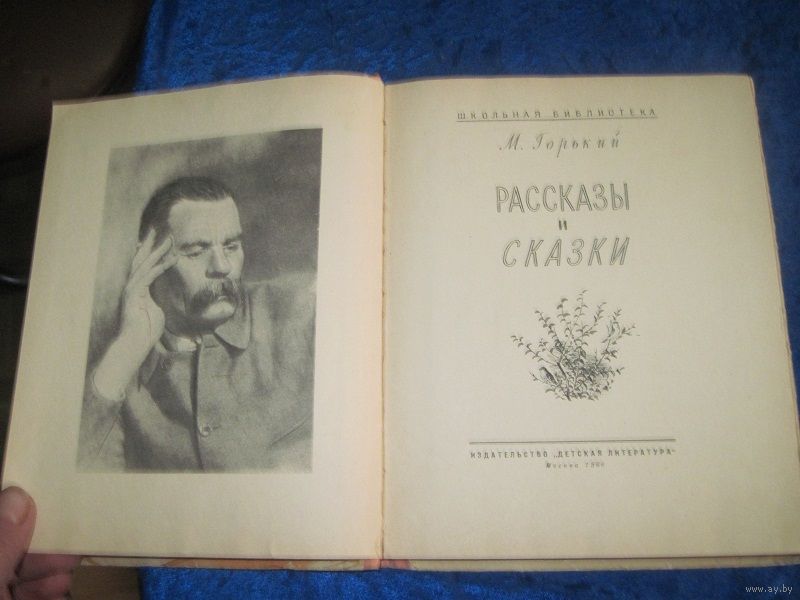 ШКОЛЬНАЯ БИБЛИОТЕКА
М. Горький
РАССКАЗЫ
И
СКАЗКИ
ИЗДАТЕЛЬСТВО „ДЕТСКАЯ ЛИТЕРАТУРА“
Москва
www.ay.by